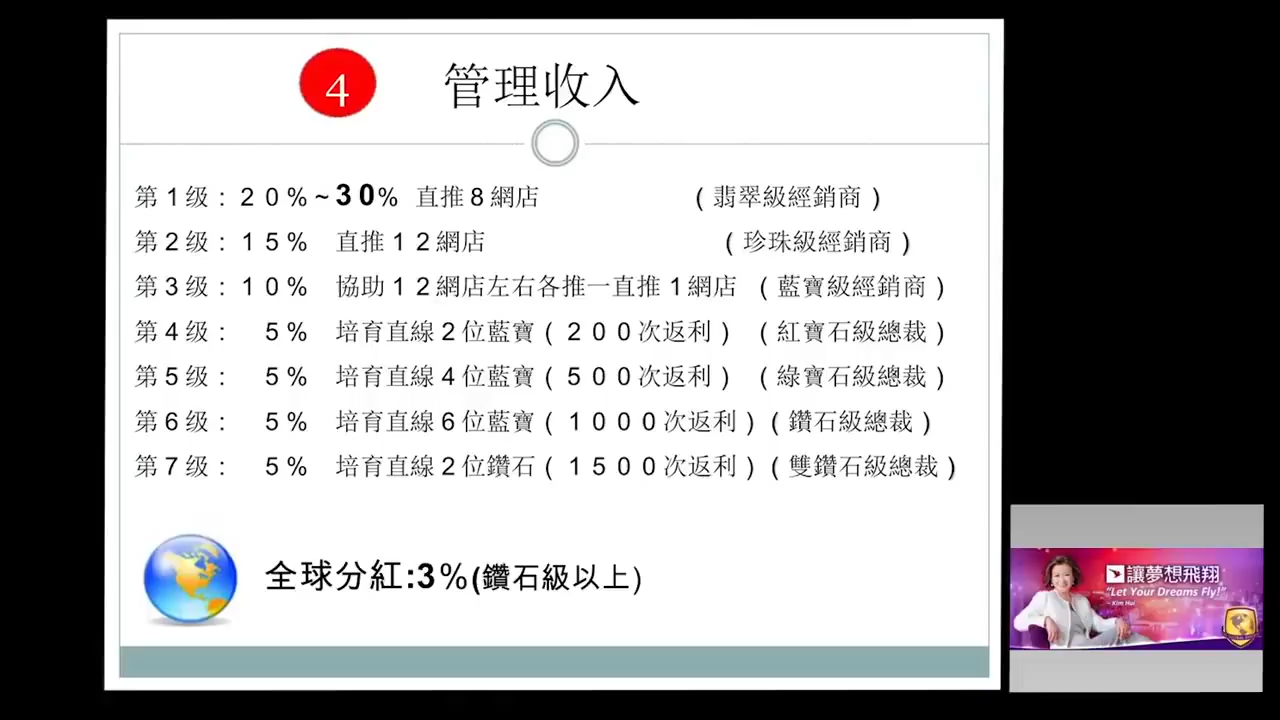 4 管理收入
第1级：20%~30% 直推8網店 (翡翠級經銷商)
第2级：15% 直推12網店 (珍珠級經銷商)
第3级：10% 協助12網店左右各推一直推1網店 (藍寶級經銷商)
第4级： 5% 培育直線2位藍寶(200次返利) (紅寶石級總裁)
第5级： 5% 培育直線4位藍寶(500次返利) (綠寶石級總裁)
第6级： 5% 培育直線6位藍寶(1000次返利)(鑽石級總裁)
第7级： 5% 培育直線2位鑽石(1500次返利)(雙鑽石級總裁)
全球分紅:3%(鑽石級以上)
讓夢想飛翔
"Let Your Dreams Fly!"
~ Kim Hui